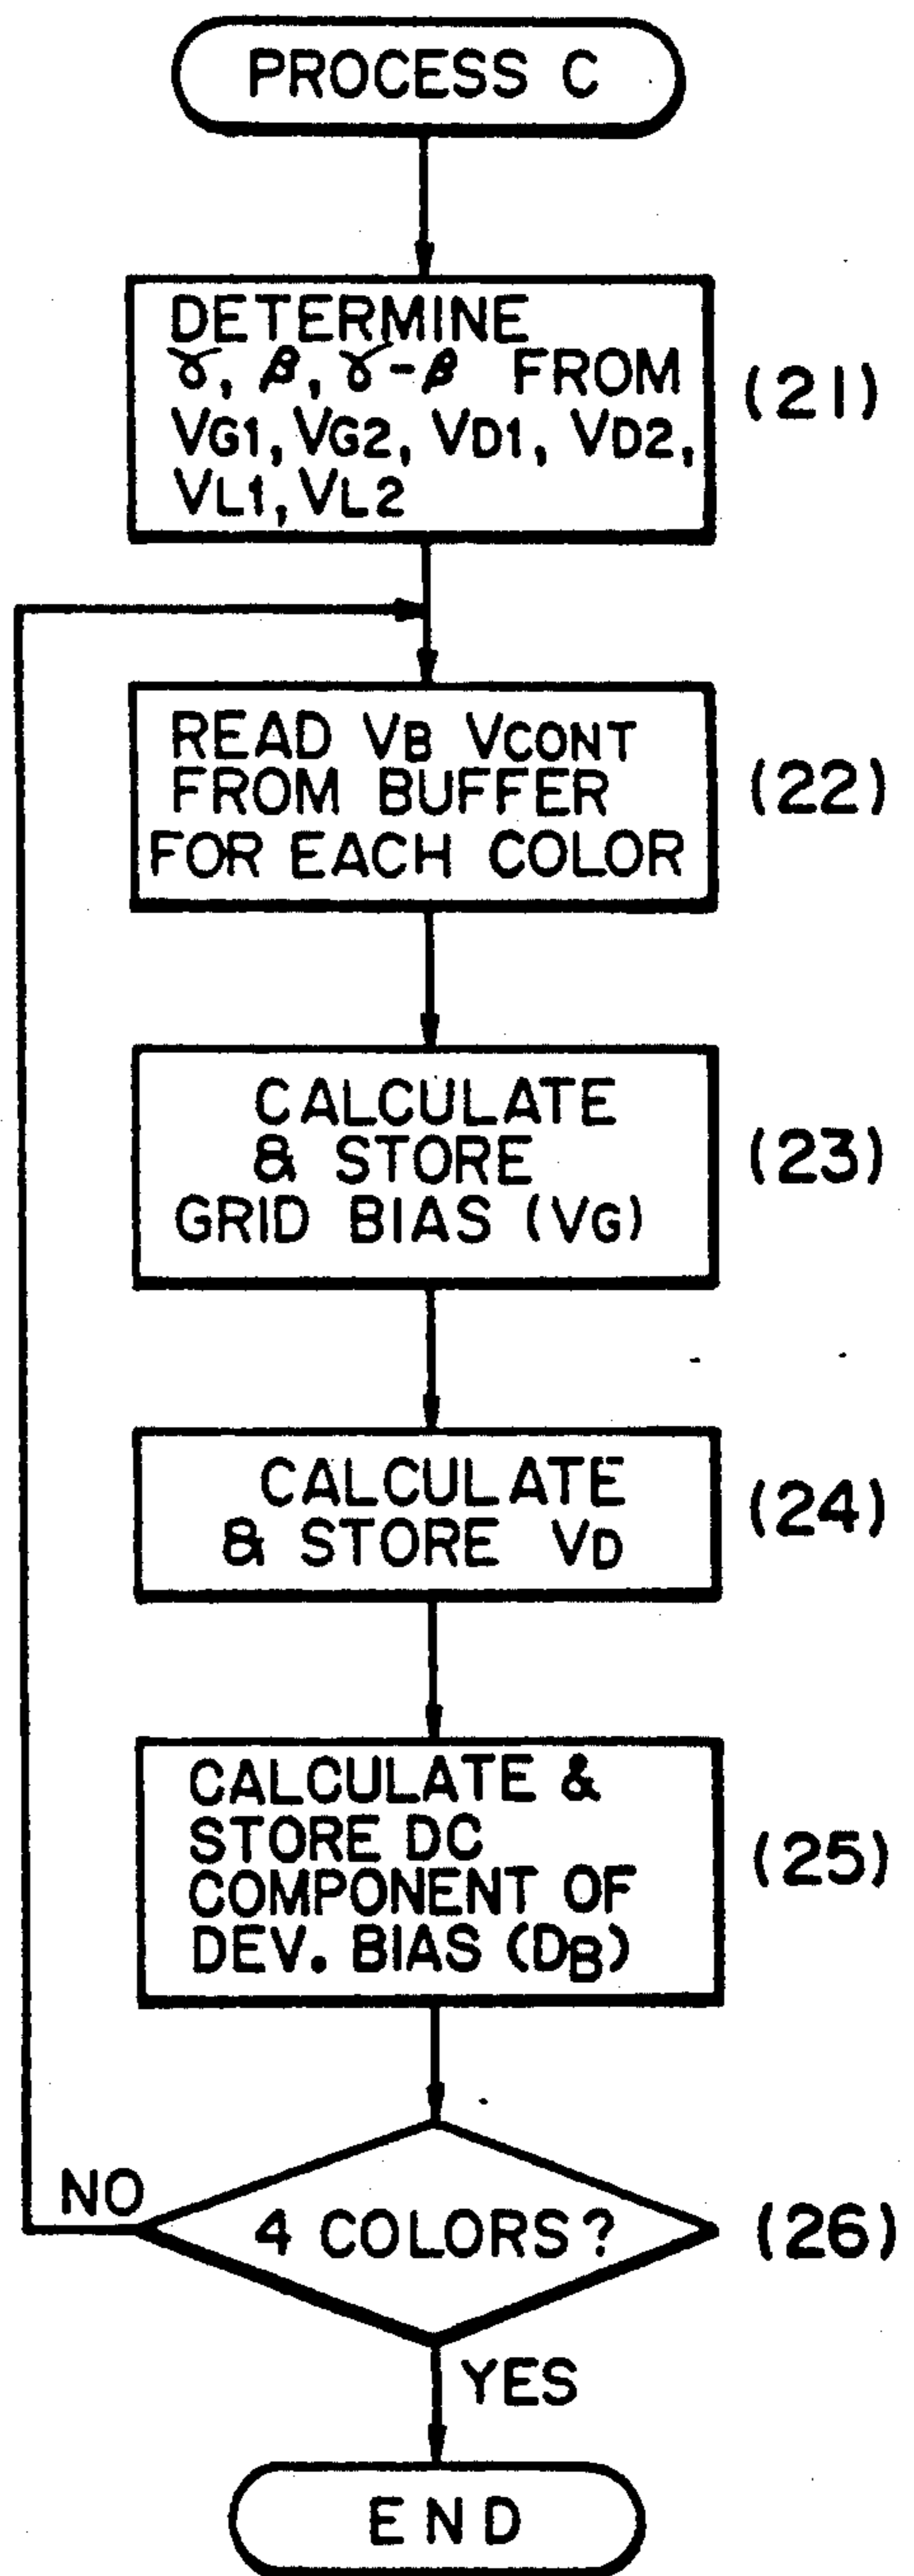 PROCESS C
DETERMINE
γ, β, γ-β FROM
VG1, VG2, VD1, VD2,
VL1, VL2
(21)
READ VB VCONT
FROM BUFFER
FOR EACH COLOR
(22)
CALCULATE
& STORE
GRID BIAS (VG)
(23)
CALCULATE
& STORE VD
(24)
CALCULATE &
STORE DC
COMPONENT OF
DEV. BIAS (DB)
(25)
NO
4 COLORS?
(26)
YES
END